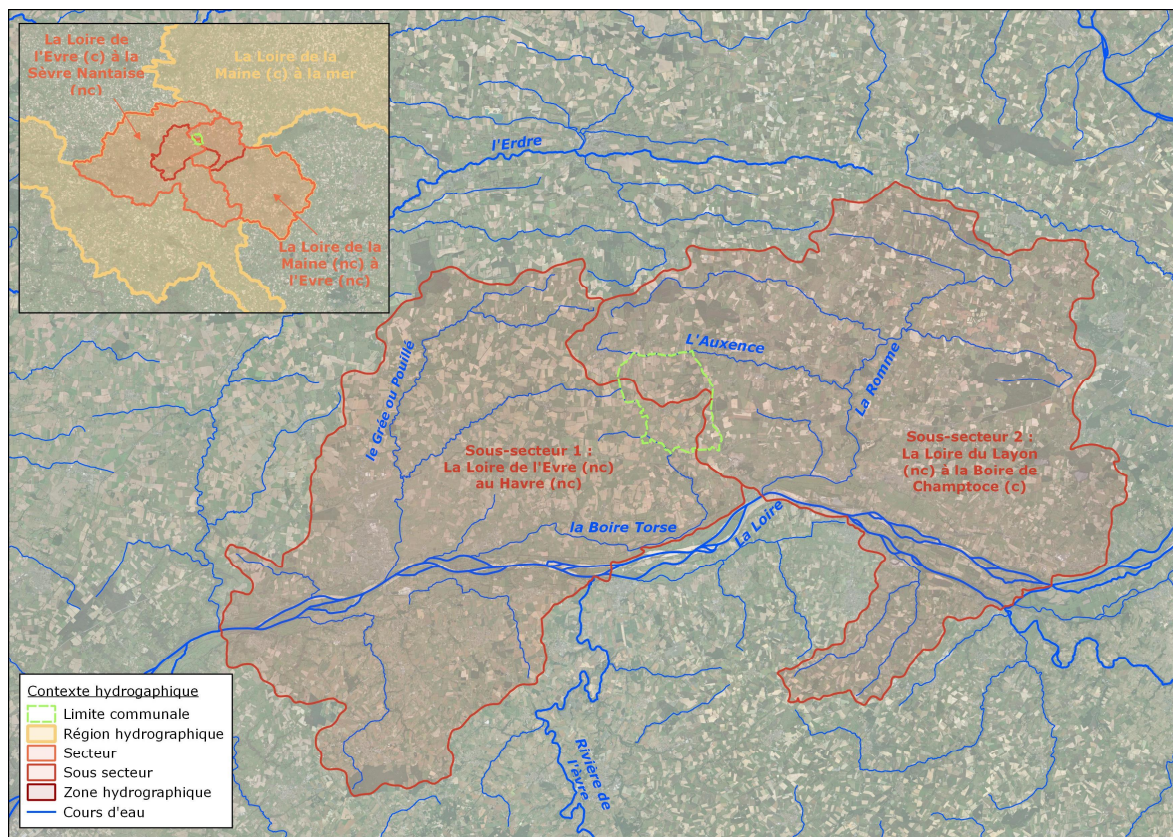 La Loire de
l'Evre (c) à la
Sèvre Nantaise
(nc)
La Loire de la
Maine (c) à la mer
La Loire de la
Maine (nc) à
l'Evre (nc)
l'Erdre
L'Auxence
le Grée ou Pouillé
La Romme
Sous-secteur 1 :
La Loire de l'Evre (nc)
au Havre (nc)
Sous-secteur 2 :
La Loire du Layon
(nc) à la Boire de
Champtoce (c)
la Boire Torse
La Loire
Rivière de
l'èvre
Contexte hydrogaphique
Limite communale
Région hydrographique
Secteur
Sous secteur
Zone hydrographique
Cours d'eau